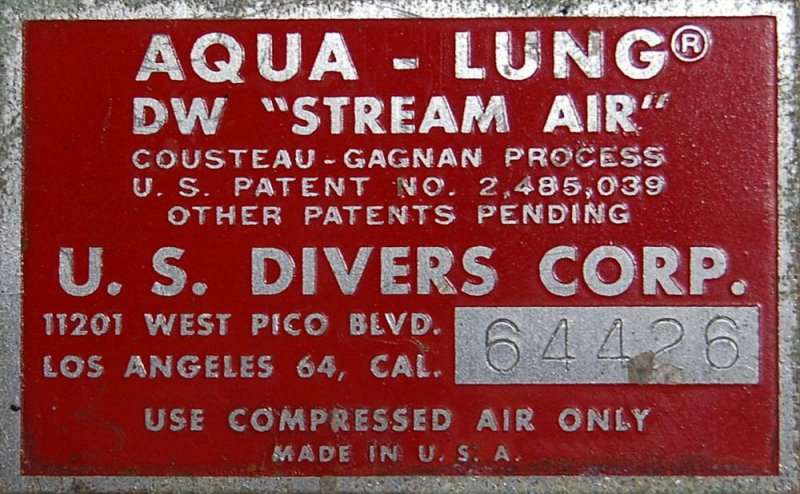 AQUA - LUNG®
DW "STREAM AIR"
COUSTEAU-GAGNAN PROCESS
U. S. PATENT NO. 2,485,039
OTHER PATENTS PENDING
U. S. DIVERS CORP.
11201 WEST PICO BLVD.
LOS ANGELES 64, CAL.
64426
USE COMPRESSED AIR ONLY
MADE IN U. S. A.